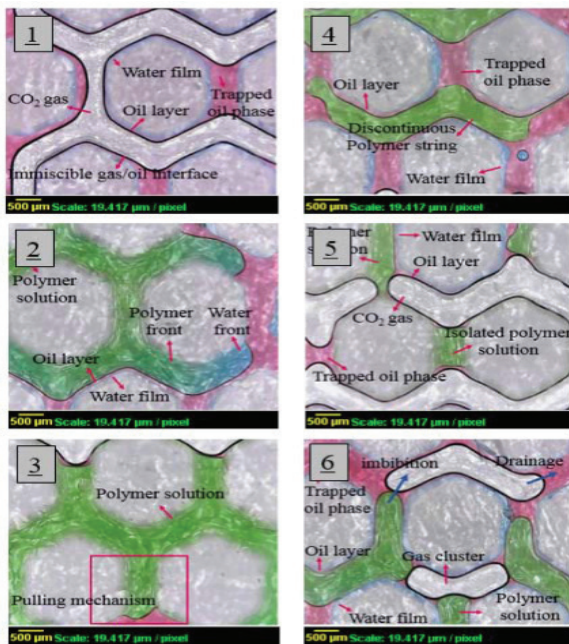 1
Water film
CO2 gas
Oil layer
Trapped
oil phase
Immiscible gas/oil interface
500 µm Scale: 19.417 µm / pixel
2
Polymer
solution
Polymer
front
Water
front
Oil layer
Water film
500 µm Scale: 19.417 µm / pixel
3
Polymer solution
Pulling mechanism
500 µm Scale: 19.417 µm / pixel
4
Oil layer
Trapped
oil phase
Discontinuous
Polymer string
Water film
500 µm Scale: 19.417 µm / pixel
5
Water film
Oil layer
CO2 gas
Isolated polymer
solution
Trapped oil phase
500 µm Scale: 19.417 µm / pixel
6
imbibition
Drainage
Trapped
oil phase
Oil layer
Gas cluster
Polymer
solution
Water film
500 µm Scale: 19.417 µm / pixel